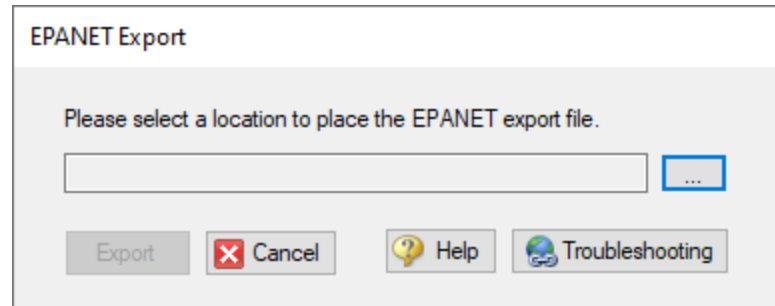 EPANET Export
Please select a location to place the EPANET export file.
...
Export Cancel Help Troubleshooting